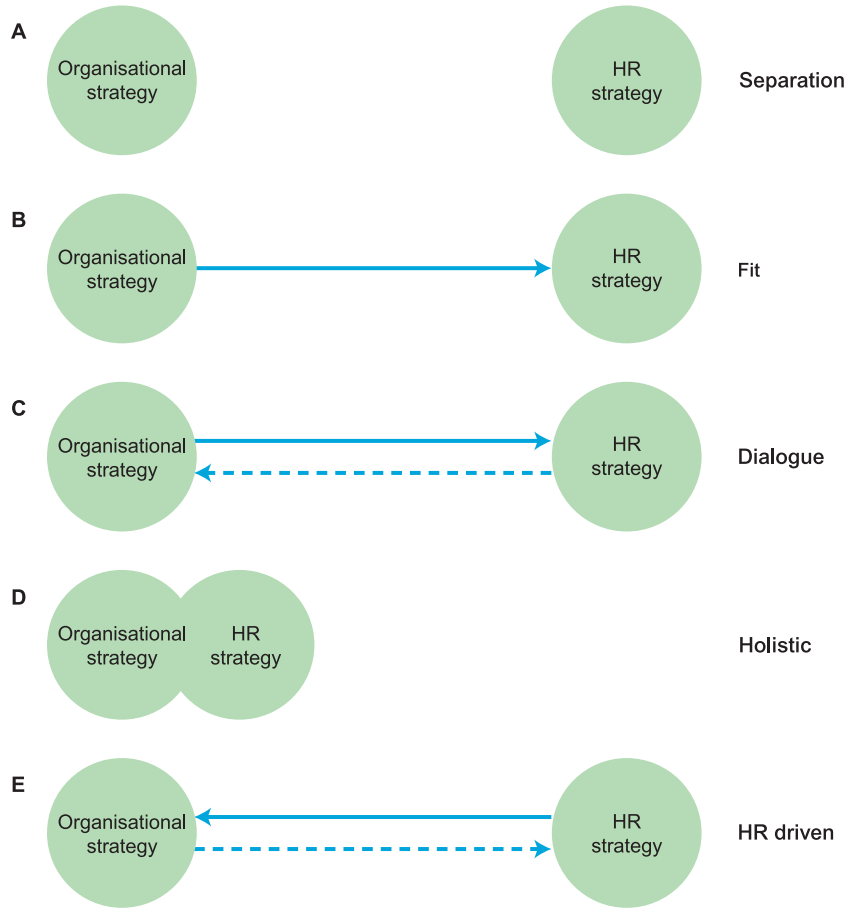 A
Organisational
strategy
HR
strategy
Separation
B
Organisational
strategy
HR
strategy
Fit
C
Organisational
strategy
HR
strategy
Dialogue
D
Organisational
strategy
HR
strategy
Holistic
E
Organisational
strategy
HR
strategy
HR driven